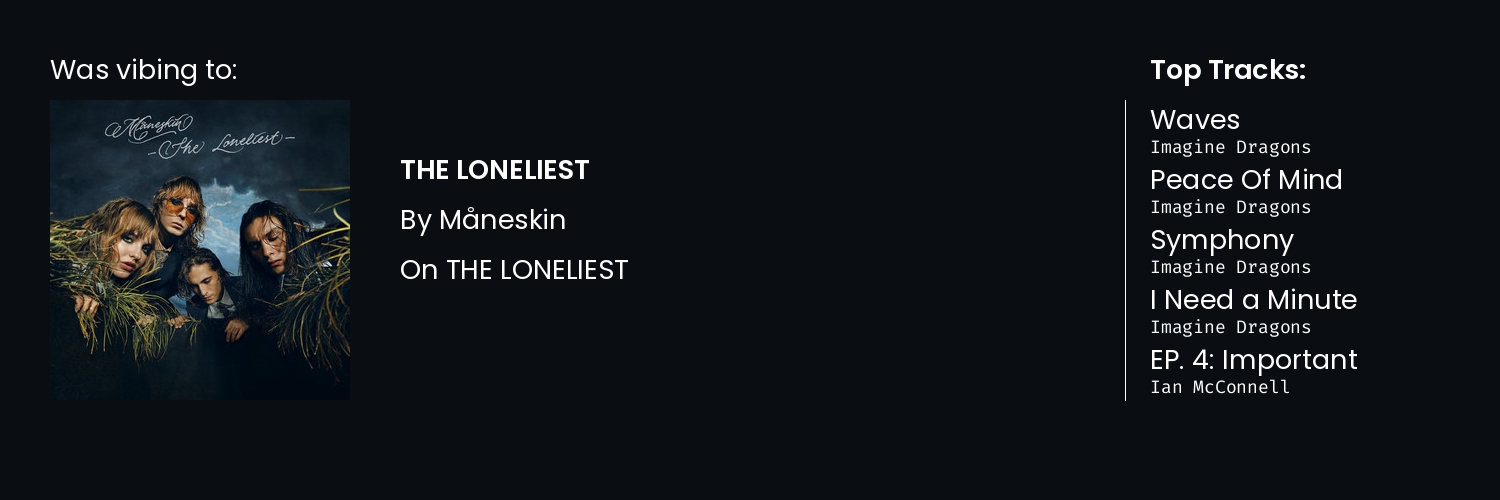 Was vibing to:
Måneskin
– The Loneliest –
THE LONELIEST
By Måneskin
On THE LONELIEST
Top Tracks:
Waves
Imagine Dragons
Peace Of Mind
Imagine Dragons
Symphony
Imagine Dragons
I Need a Minute
Imagine Dragons
EP. 4: Important
Ian McConnell